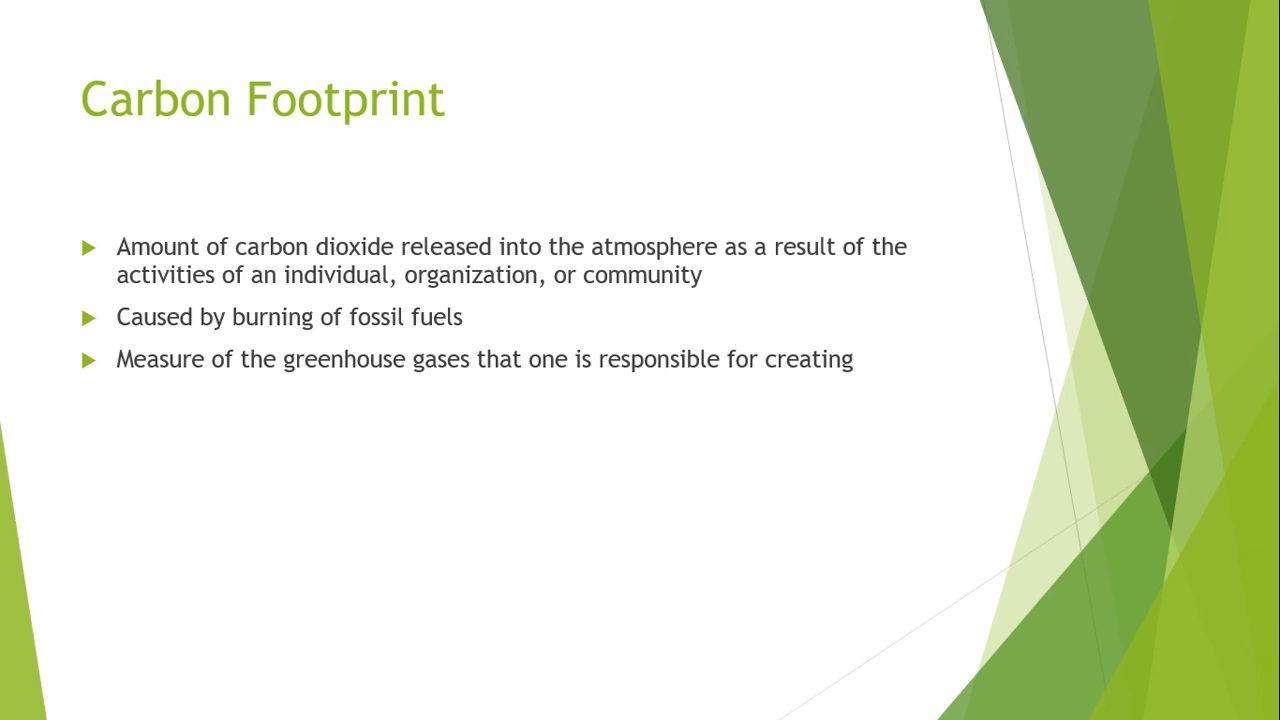 Carbon Footprint
Amount of carbon dioxide released into the atmosphere as a result of the
activities of an individual, organization, or community
Caused by burning of fossil fuels
Measure of the greenhouse gases that one is responsible for creating